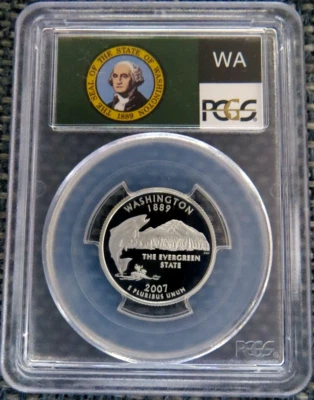 THE SEAL OF THE STATE OF WASHINGTON
1889
WA
PCGS
WASHINGTON
1889
THE EVERGREEN
STATE
2007
E PLURIBUS UNUM
PCGS